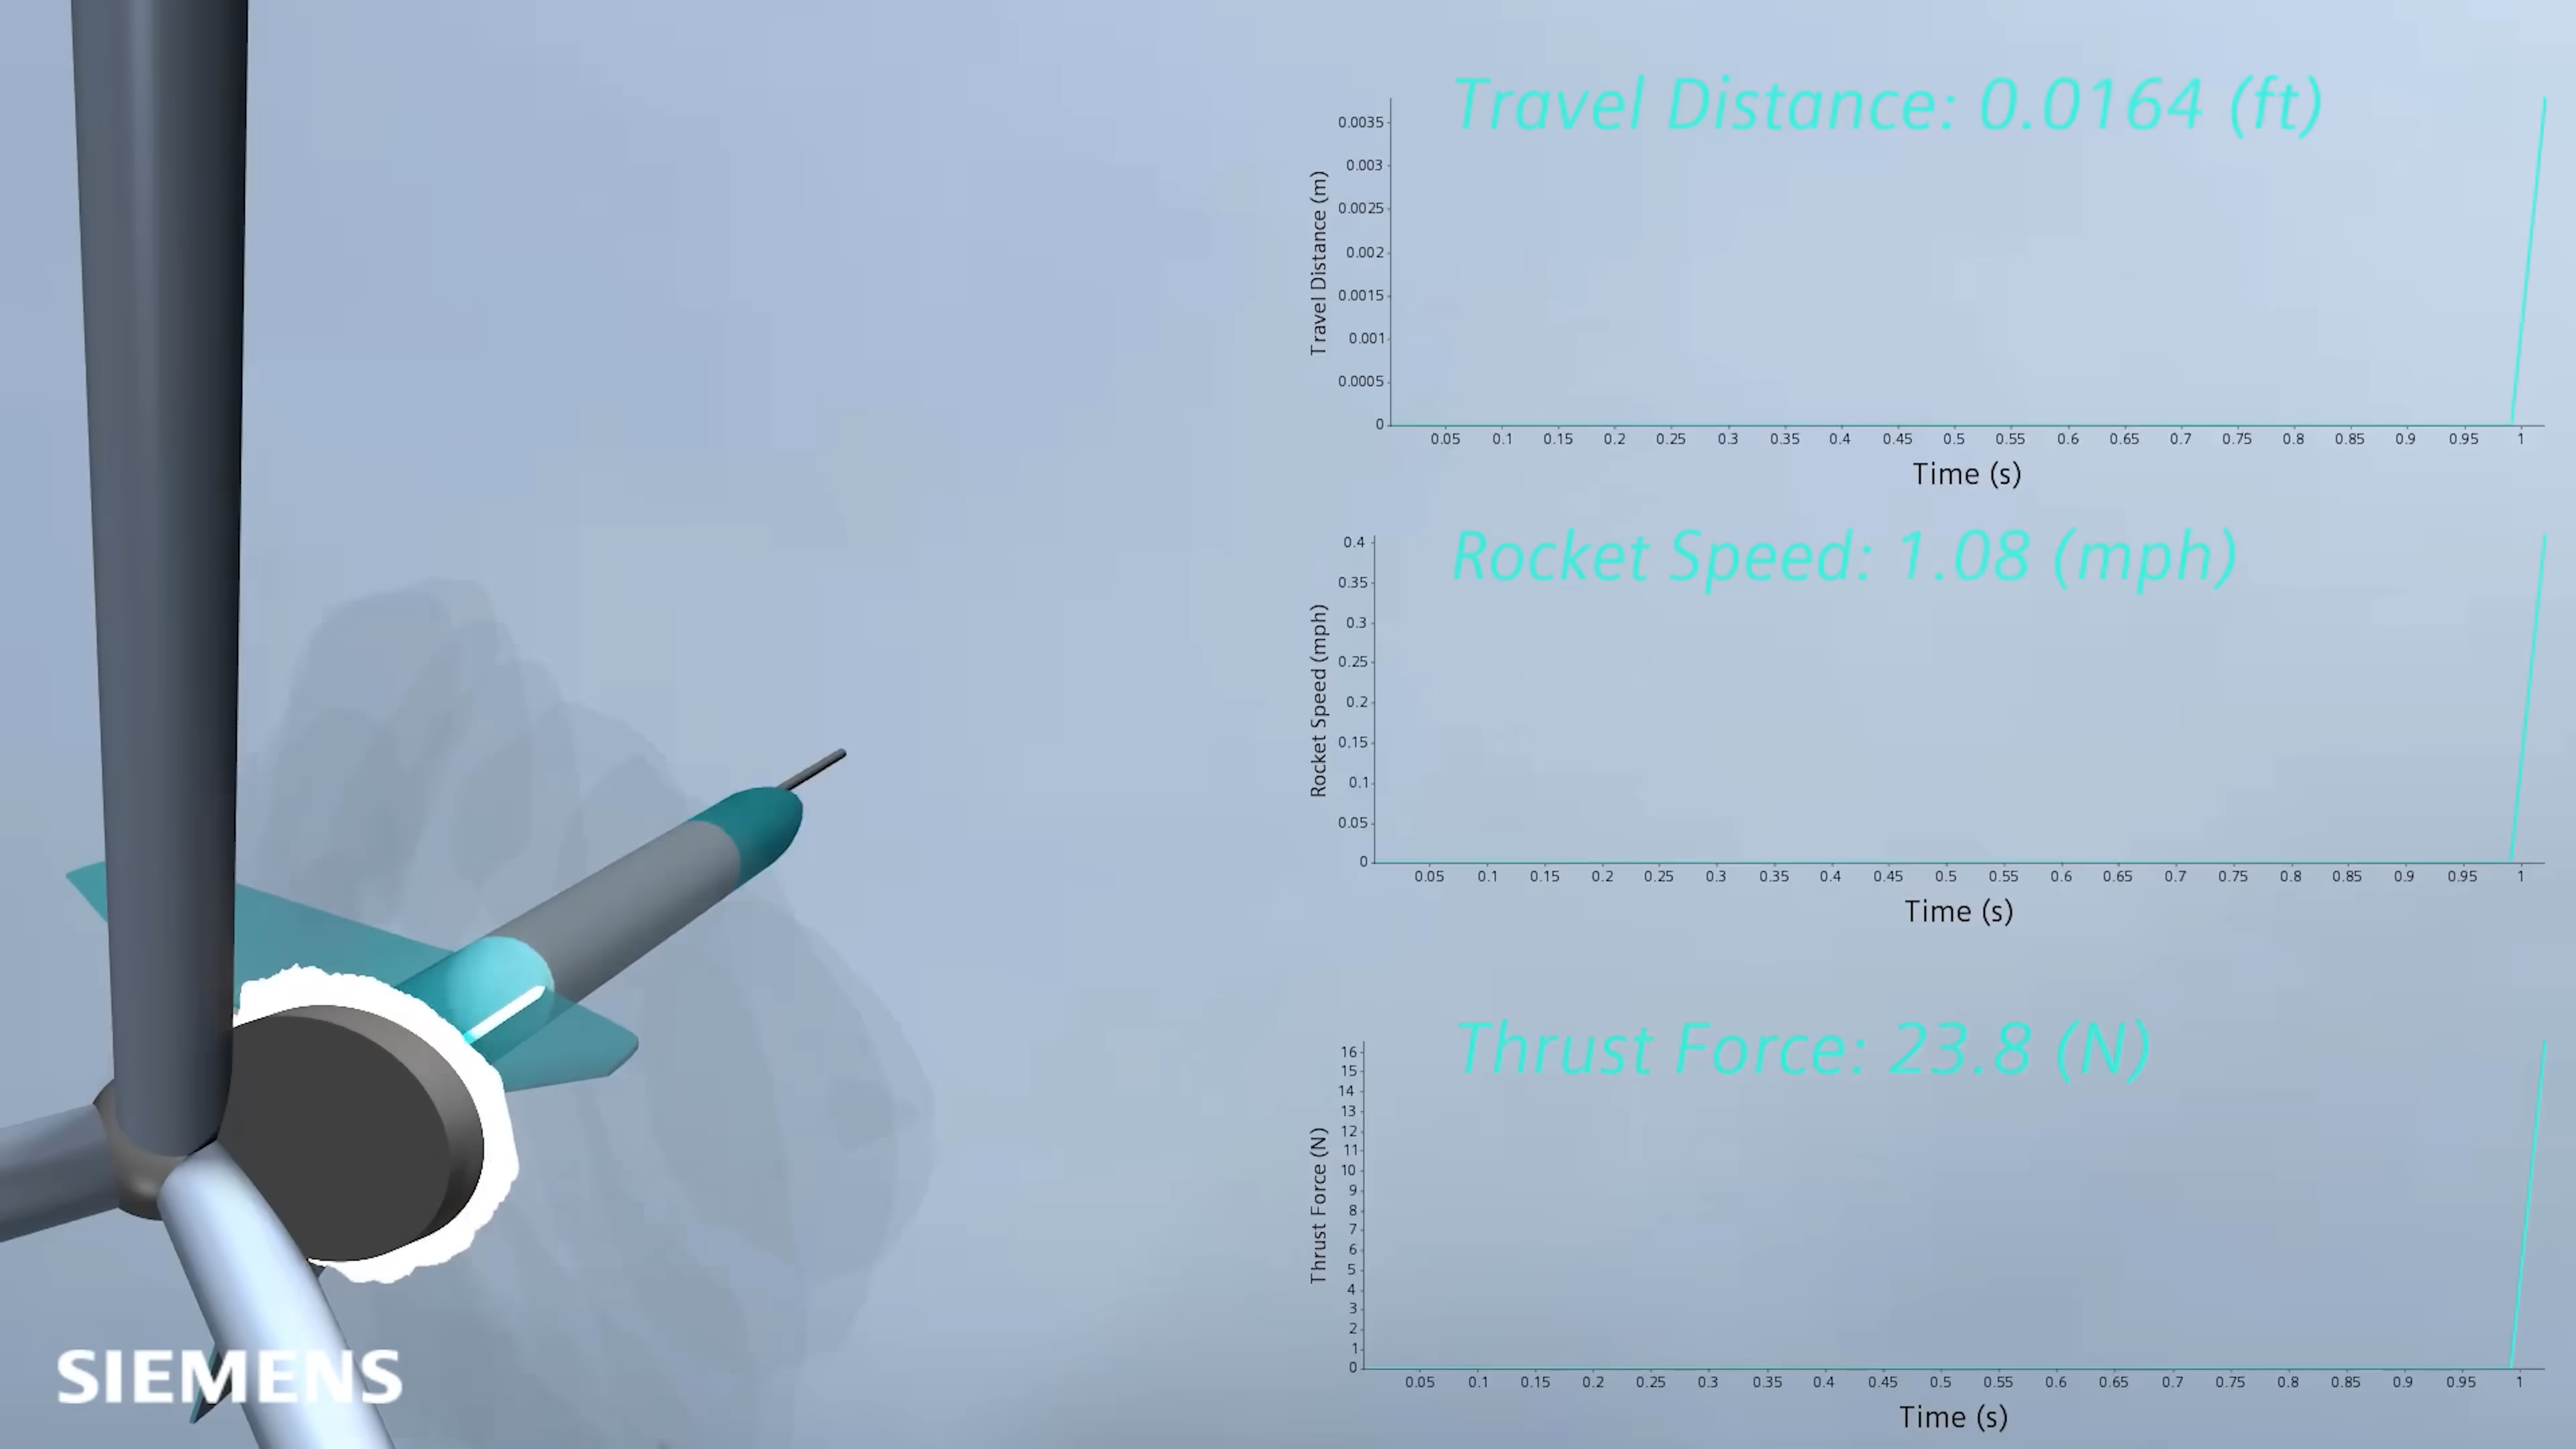 Travel Distance: 0.0164 (ft)
Travel Distance (m)
0.0035
0.003
0.0025
0.002
0.0015
0.001
0.0005
0
0.05 0.1 0.15 0.2 0.25 0.3 0.35 0.4 0.45 0.5 0.55 0.6 0.65 0.7 0.75 0.8 0.85 0.9 0.95 1
Time (s)
Rocket Speed: 1.08 (mph)
Rocket Speed (mph)
0.4
0.35
0.3
0.25
0.2
0.15
0.1
0.05
0
0.05 0.1 0.15 0.2 0.25 0.3 0.35 0.4 0.45 0.5 0.55 0.6 0.65 0.7 0.75 0.8 0.85 0.9 0.95 1
Time (s)
Thrust Force: 23.8 (N)
Thrust Force (N)
16
15
14
13
12
11
10
9
8
7
6
5
4
3
2
1
0
0.05 0.1 0.15 0.2 0.25 0.3 0.35 0.4 0.45 0.5 0.55 0.6 0.65 0.7 0.75 0.8 0.85 0.9 0.95 1
Time (s)
SIEMENS